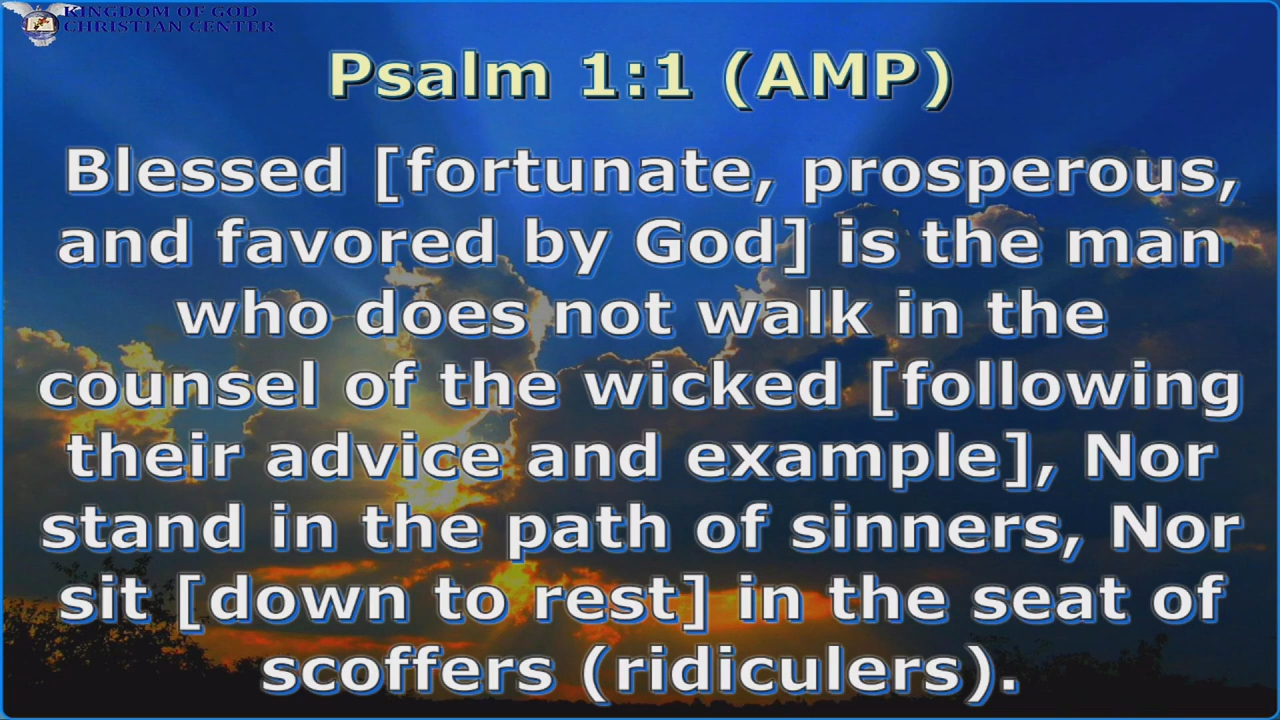 KINGDOM OF GOD
CHRISTIAN CENTER
Psalm 1:1 (AMP)
Blessed [fortunate, prosperous,
and favored by God] is the man
who does not walk in the
counsel of the wicked [following
their advice and example], Nor
stand in the path of sinners, Nor
sit [down to rest] in the seat of
scoffers (ridiculers).